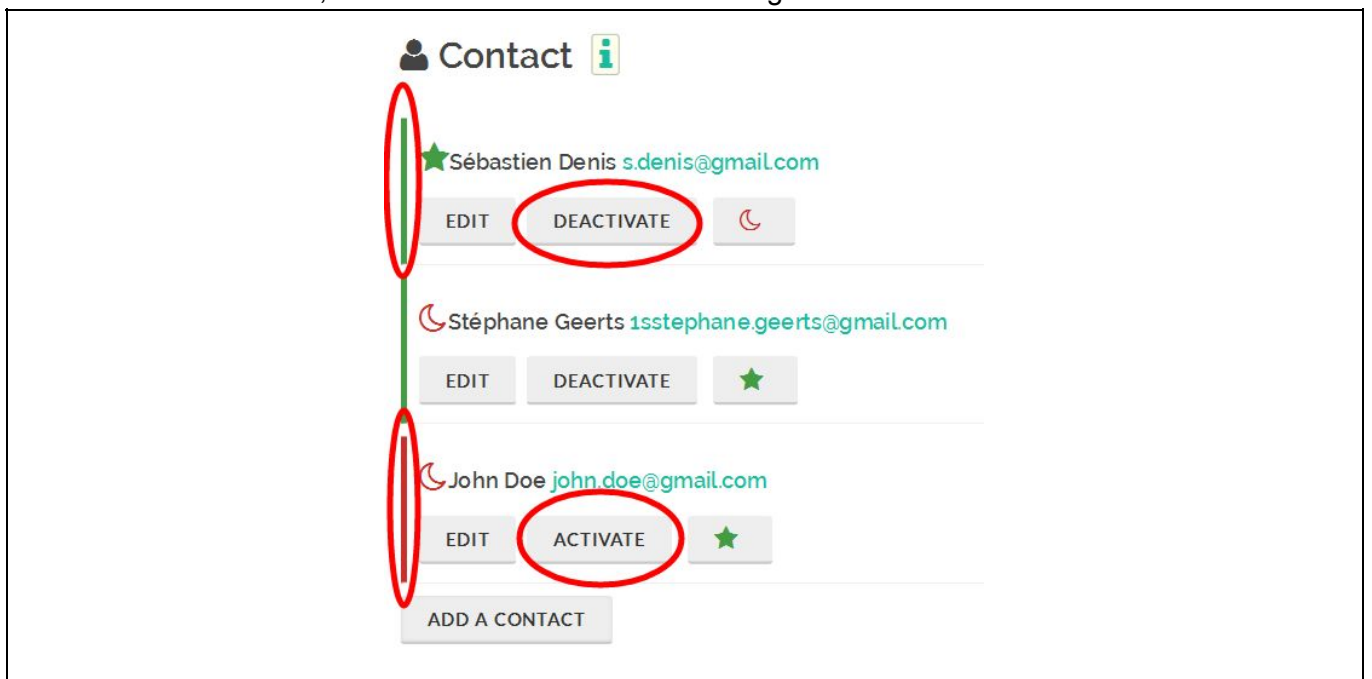 Contact i
Sébastien Denis s.denis@gmail.com
EDIT DEACTIVATE
Stéphane Geerts 1sstephane.geerts@gmail.com
EDIT DEACTIVATE
John Doe john.doe@gmail.com
EDIT ACTIVATE
ADD A CONTACT